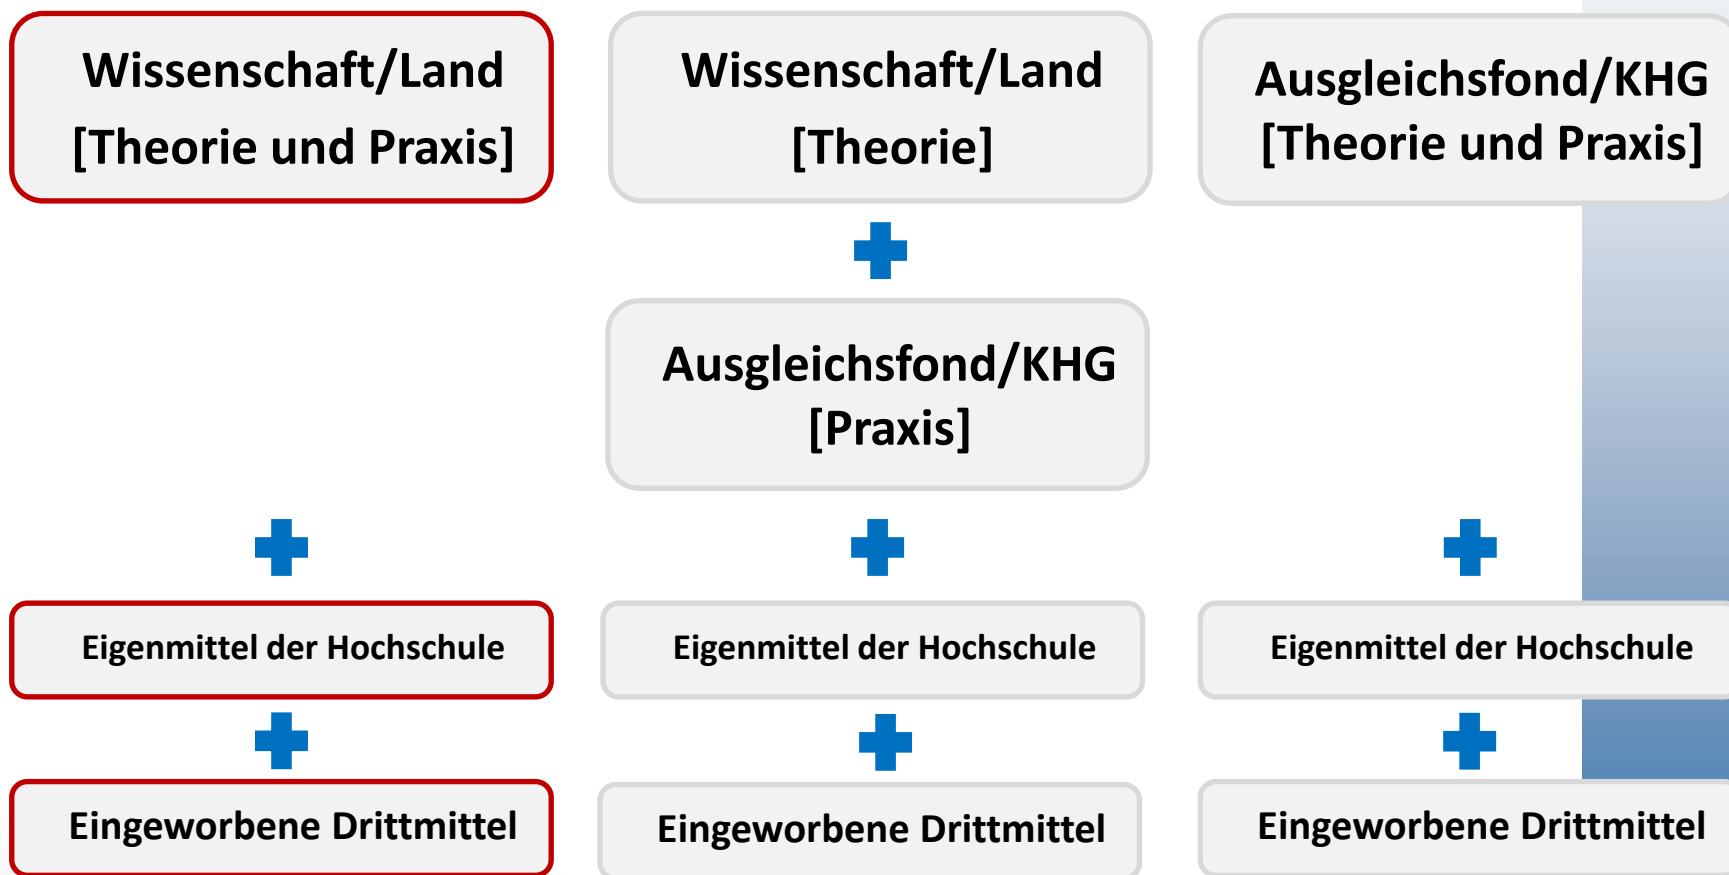 Wissenschaft/Land
[Theorie und Praxis]
Wissenschaft/Land
[Theorie]
Ausgleichsfond/KHG
[Theorie und Praxis]
Ausgleichsfond/KHG
[Praxis]
Eigenmittel der Hochschule
Eigenmittel der Hochschule
Eigenmittel der Hochschule
Eingeworbene Drittmittel
Eingeworbene Drittmittel
Eingeworbene Drittmittel